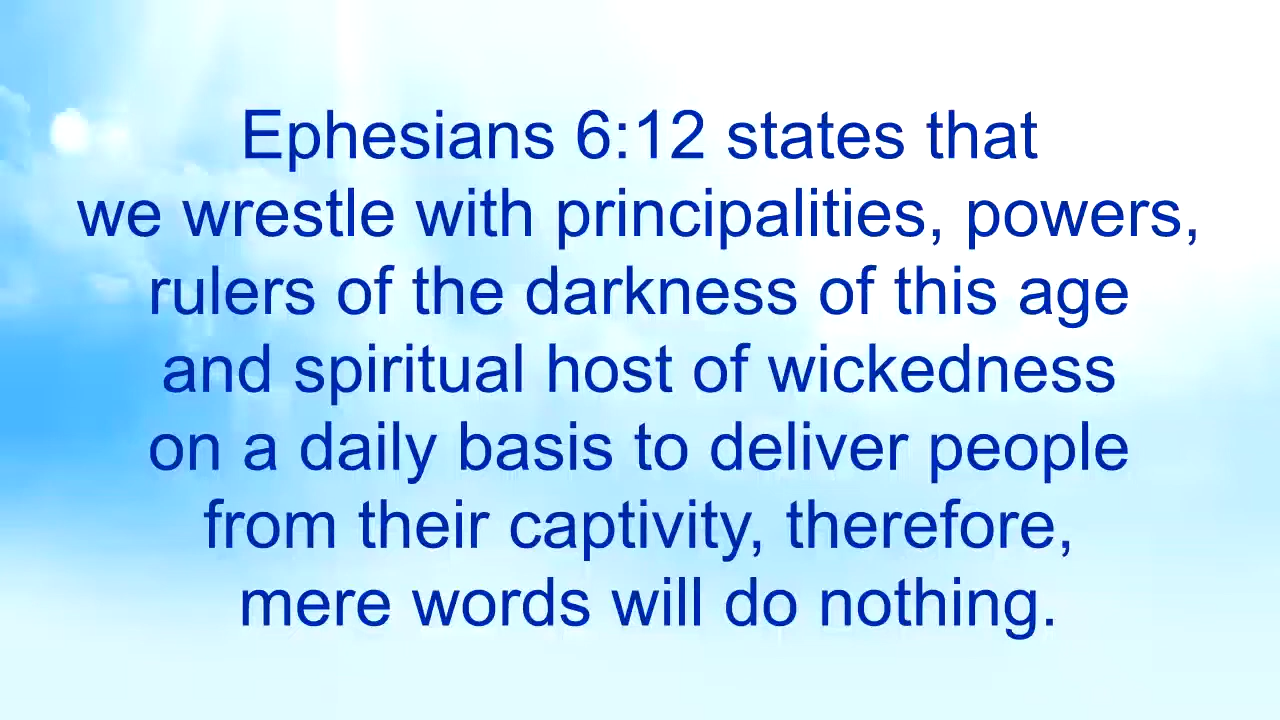 Ephesians 6:12 states that
we wrestle with principalities, powers,
rulers of the darkness of this age
and spiritual host of wickedness
on a daily basis to deliver people
from their captivity, therefore,
mere words will do nothing.